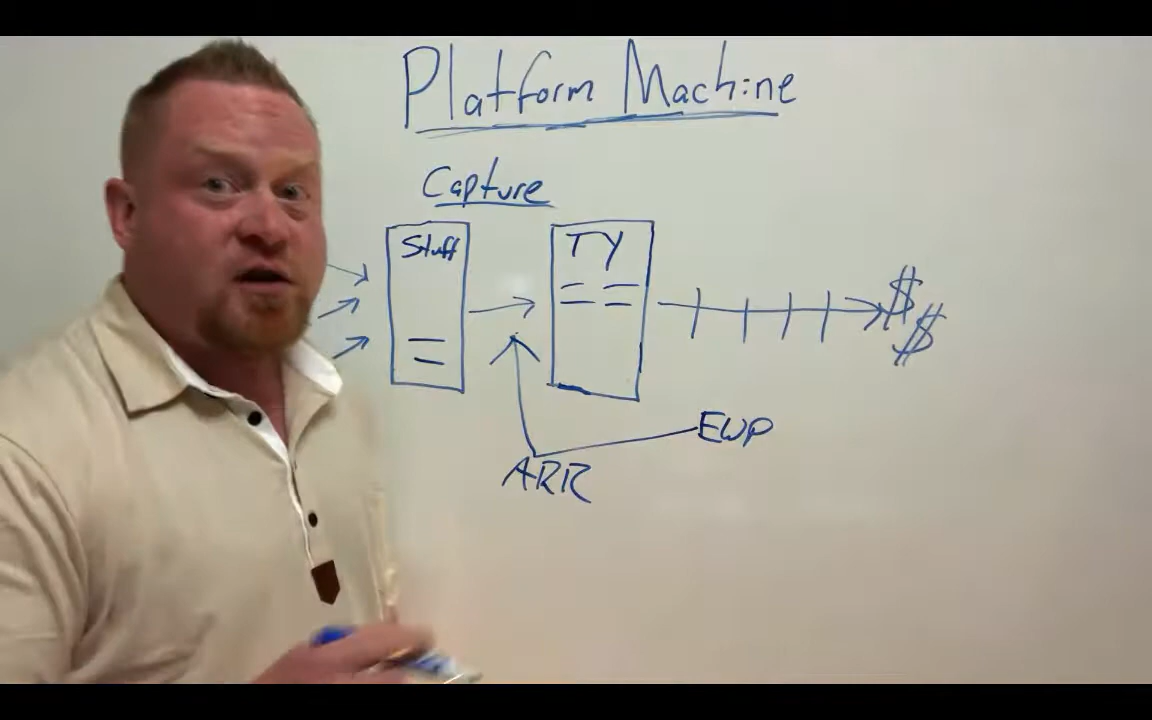 Platform Machine
Capture
Stuff
TY
$
$
EWP
ARR